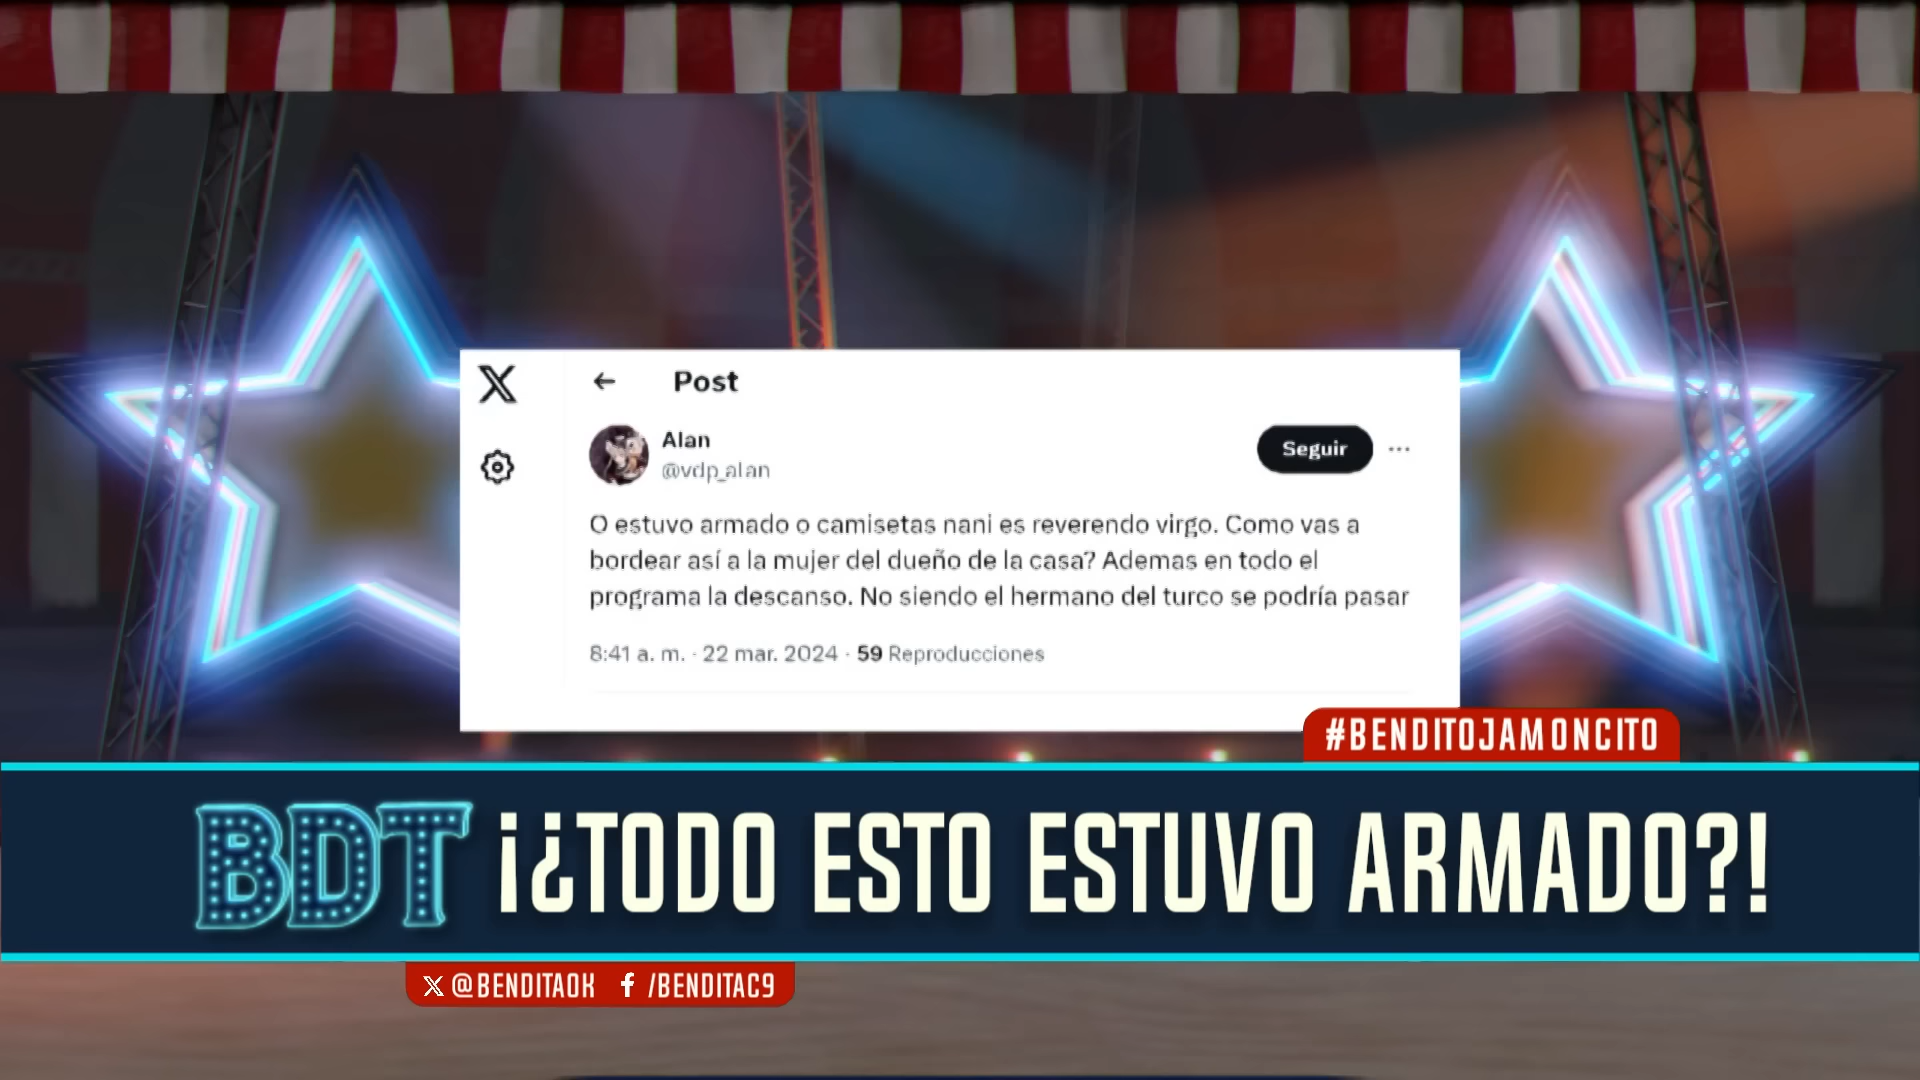 Post
Alan
@vdp_alan
Seguir
O estuvo armado o camisetas nani es reverendo virgo. Como vas a
bordear así a la mujer del dueño de la casa? Ademas en todo el
programa la descanso. No siendo el hermano del turco se podría pasar
8:41 a. m. · 22 mar. 2024 · 59 Reproducciones
#BENDITOJAMONCITO
BDT ¡¿TODO ESTO ESTUVO ARMADO?!
X @BENDITAOK f /BENDITAC9